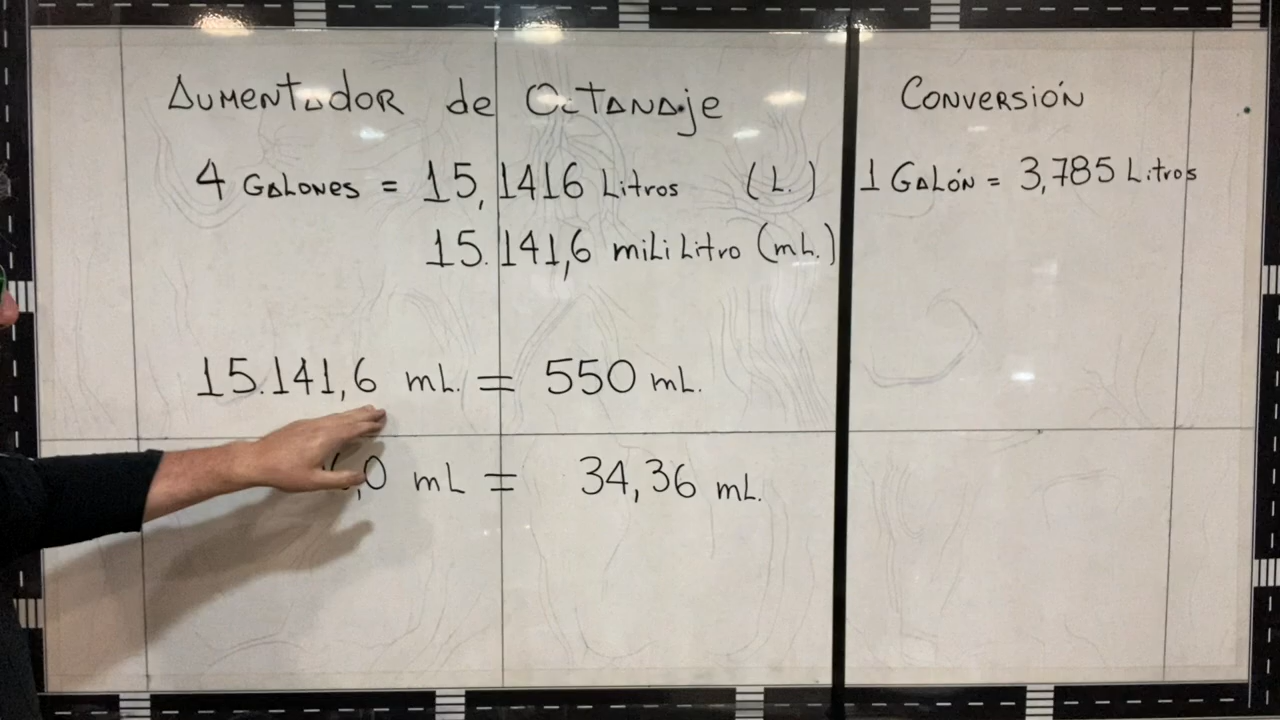 Aumentador de Octanaje
4 Galones = 15,1416 Litros (L.)
15.141,6 mililitro (mL.)
15.141,6 mL. = 550 mL.
,0 mL = 34,36 mL.
Conversión
1 Galón = 3,785 Litros